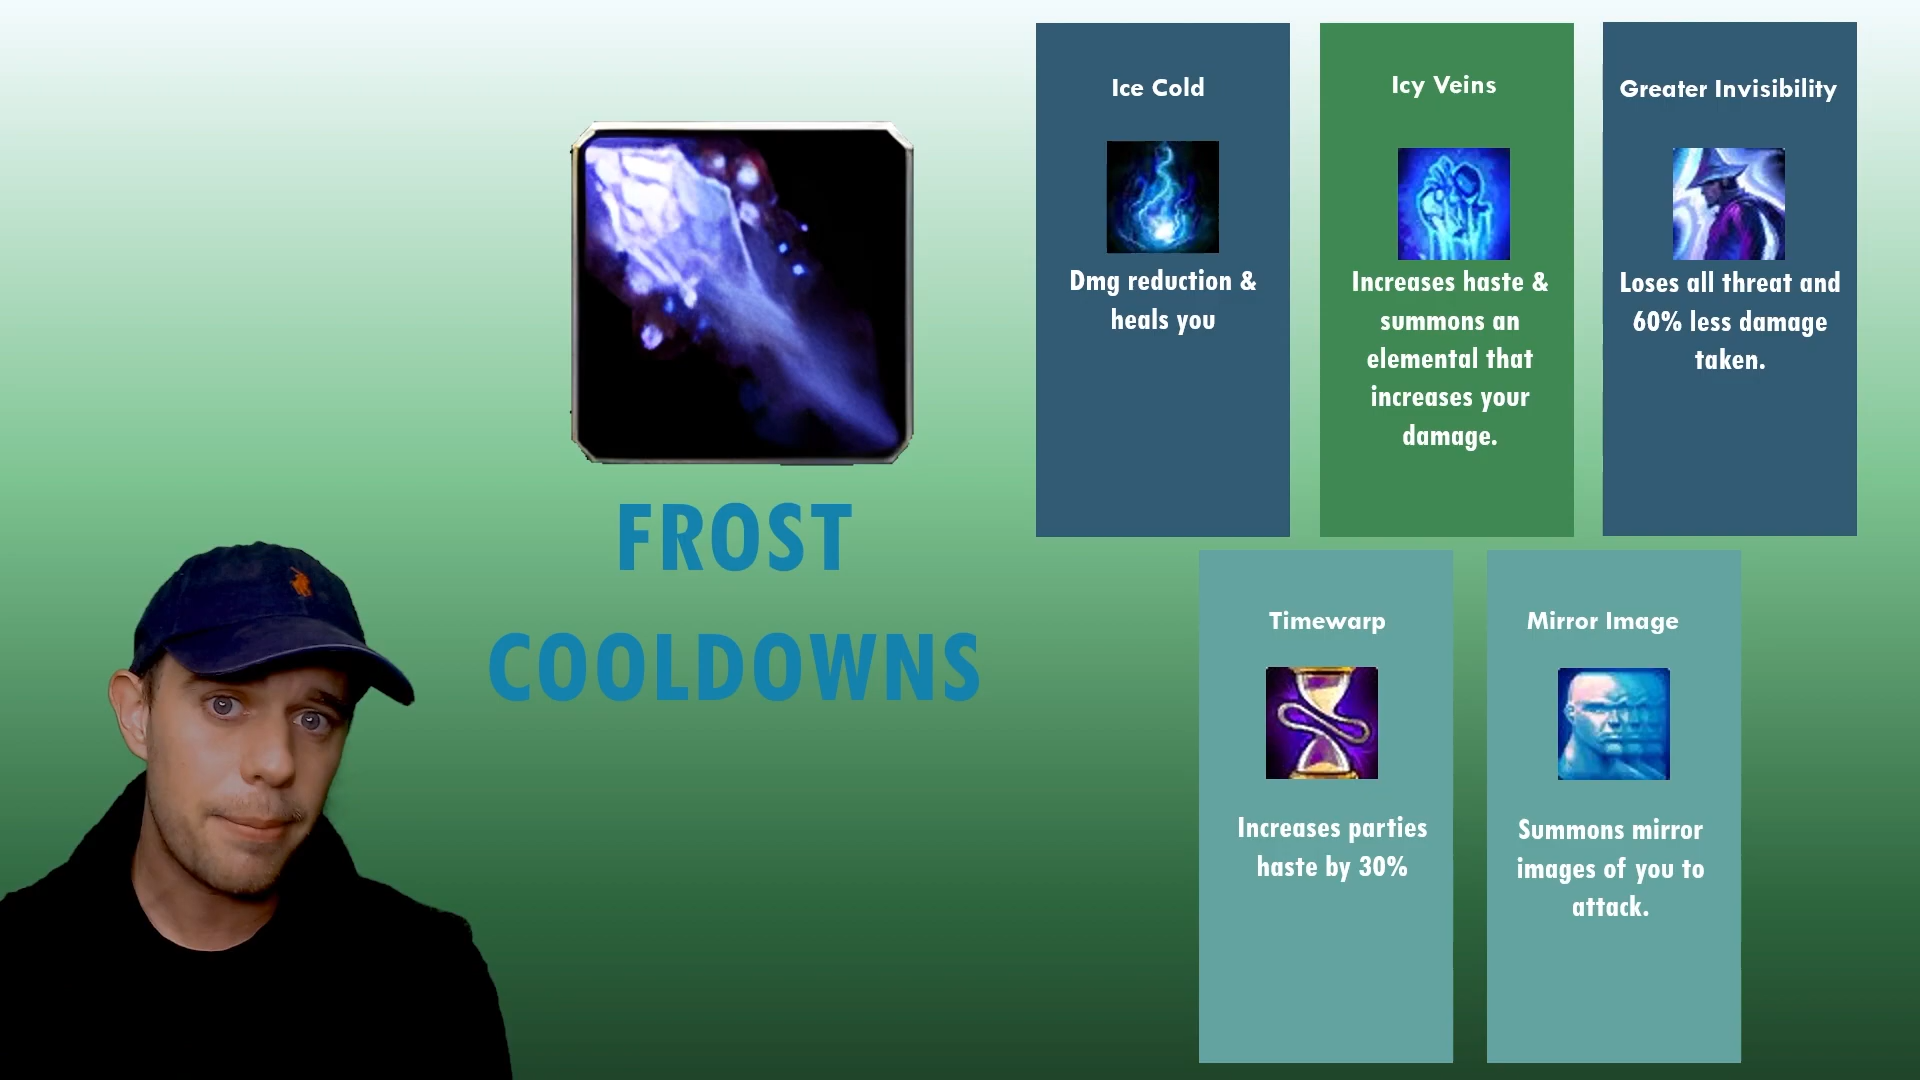 FROST
COOLDOWNS
Ice Cold
Dmg reduction &
heals you
Icy Veins
Increases haste &
summons an
elemental that
increases your
damage.
Greater Invisibility
Loses all threat and
60% less damage
taken.
Timewarp
Increases parties
haste by 30%
Mirror Image
Summons mirror
images of you to
attack.